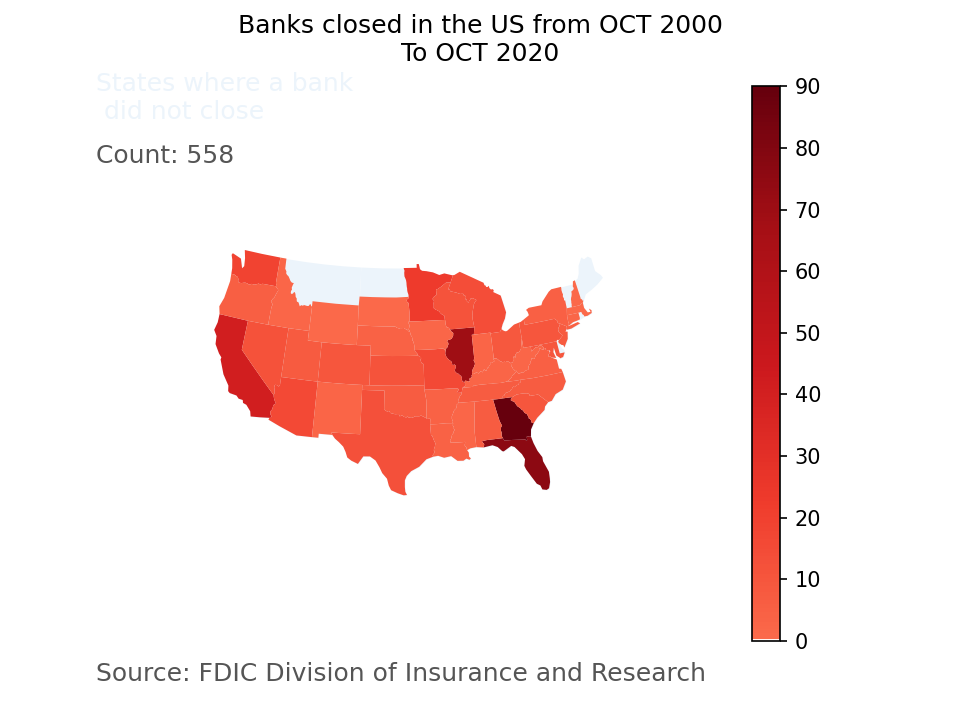 Banks closed in the US from OCT 2000
To OCT 2020
States where a bank
did not close
Count: 558
90
80
70
60
50
40
30
20
10
0
Source: FDIC Division of Insurance and Research